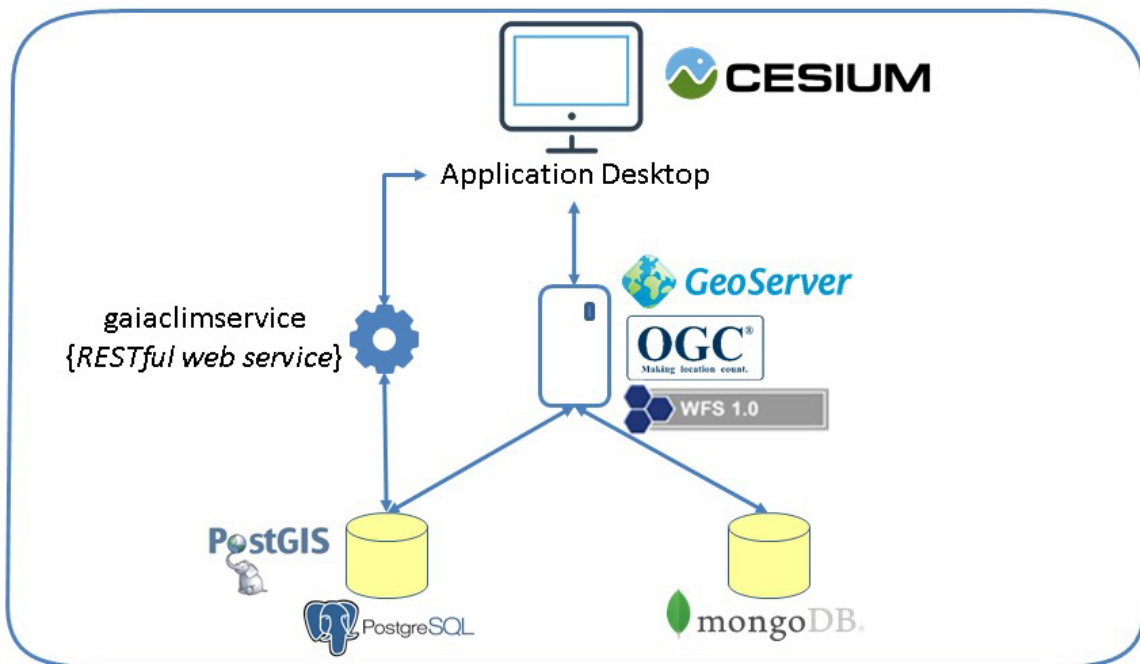 CESIUM
Application Desktop
GeoServer
gaiaclimservice
{RESTful web service}
OGC®
Making location count.
WFS 1.0
PostGIS
PostgreSQL
mongoDB®